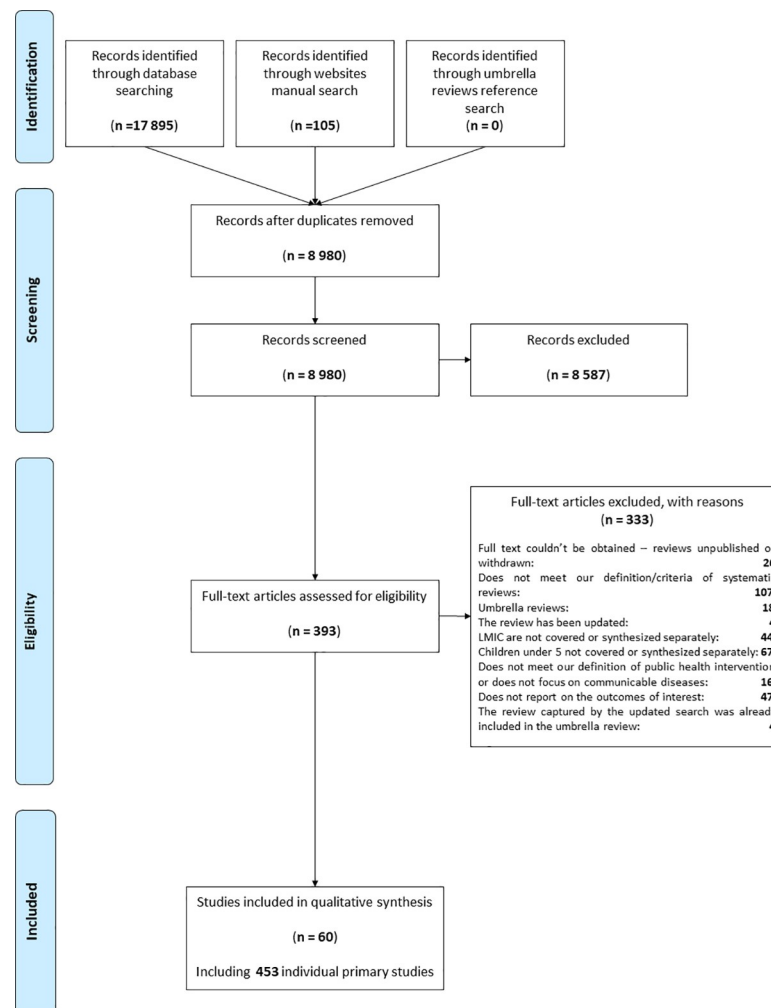 Identification
Records identified
through database
searching
(n =17 895)
Records identified
through websites
manual search
(n =105)
Records identified
through umbrella
reviews reference
search
(n = 0)
Screening
Records after duplicates removed
(n = 8 980)
Records screened
(n = 8 980)
Records excluded
(n = 8 587)
Eligibility
Full-text articles assessed for eligibility
(n = 393)
Full-text articles excluded, with reasons
(n = 333)
Full text couldn't be obtained – reviews unpublished
withdrawn:
Does not meet our definition/criteria of
reviews: 107
Umbrella reviews: 18
The review has been updated:
LMIC are not covered or synthesized separately: 44
Children under 5 not covered or synthesized separately: 67
Does not meet our definition of public health
or does not focus on communicable diseases: 16
Does not report on the outcomes of interest: 47
The review captured by the updated search was
included in the umbrella review:
Included
Studies included in qualitative synthesis
(n = 60)
Including 453 individual primary studies